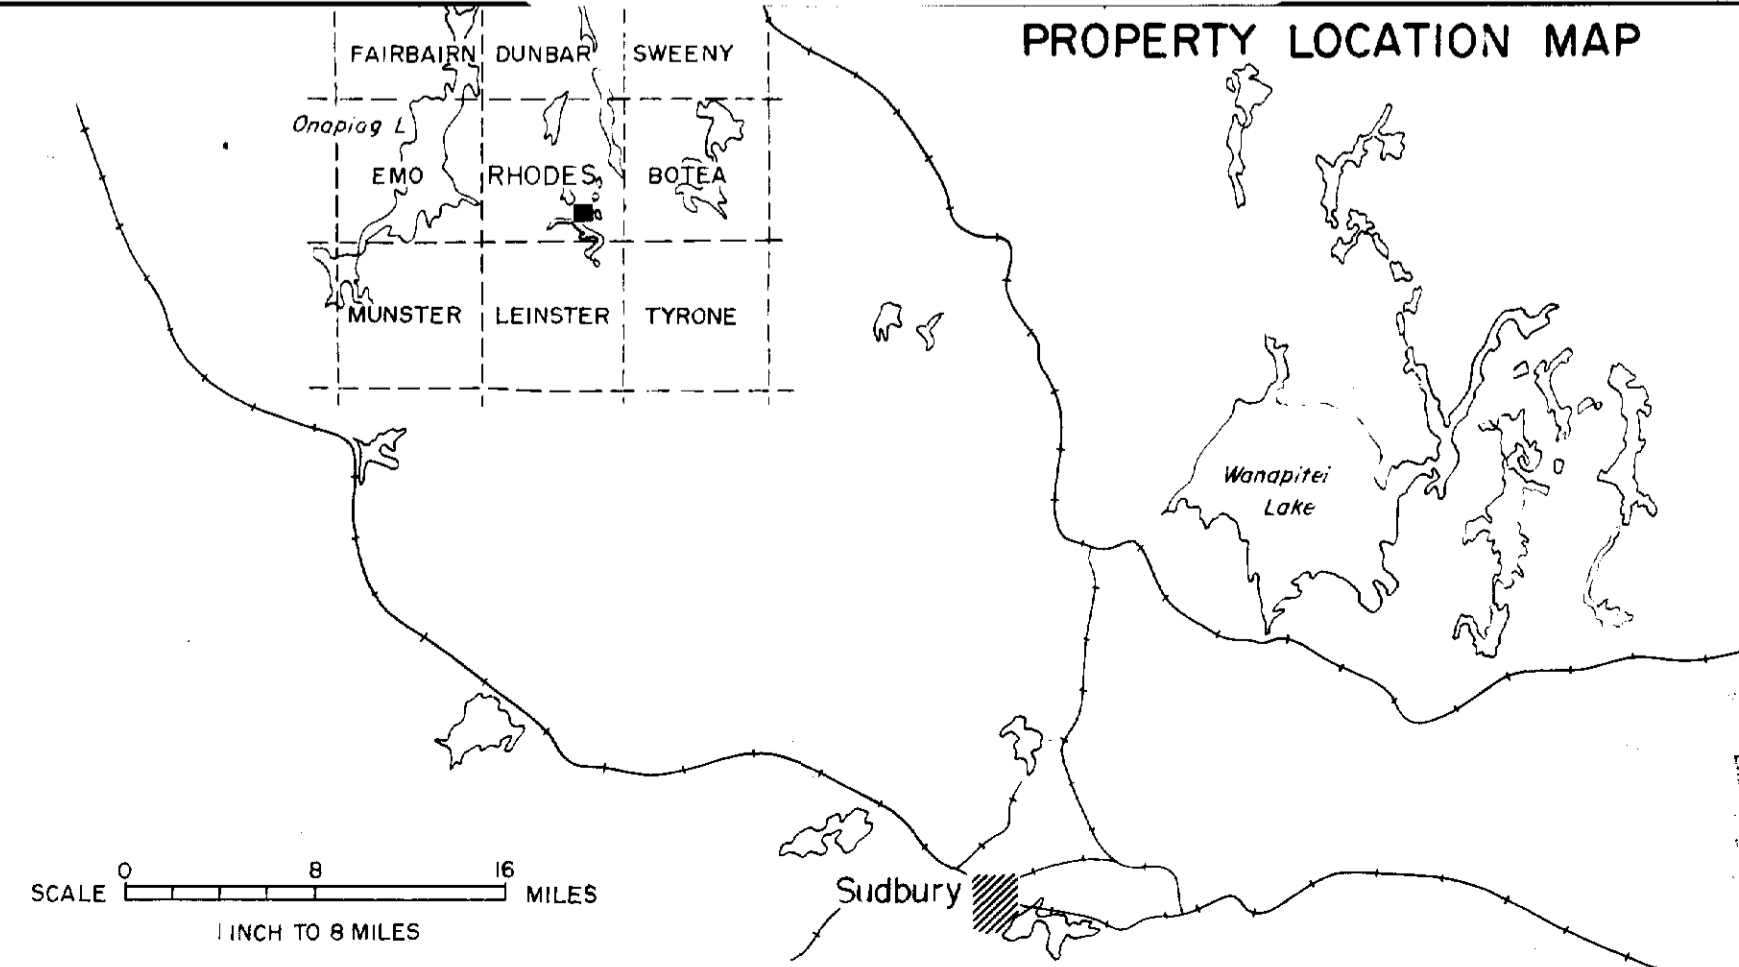 PROPERTY LOCATION MAP
FAIRBAIRN DUNBAR SWEENY
Onapiag L
EMO RHODES BOTEA
MUNSTER LEINSTER TYRONE
Wanapitei
Lake
Sudbury
0 8 16
SCALE MILES
1 INCH TO 8 MILES